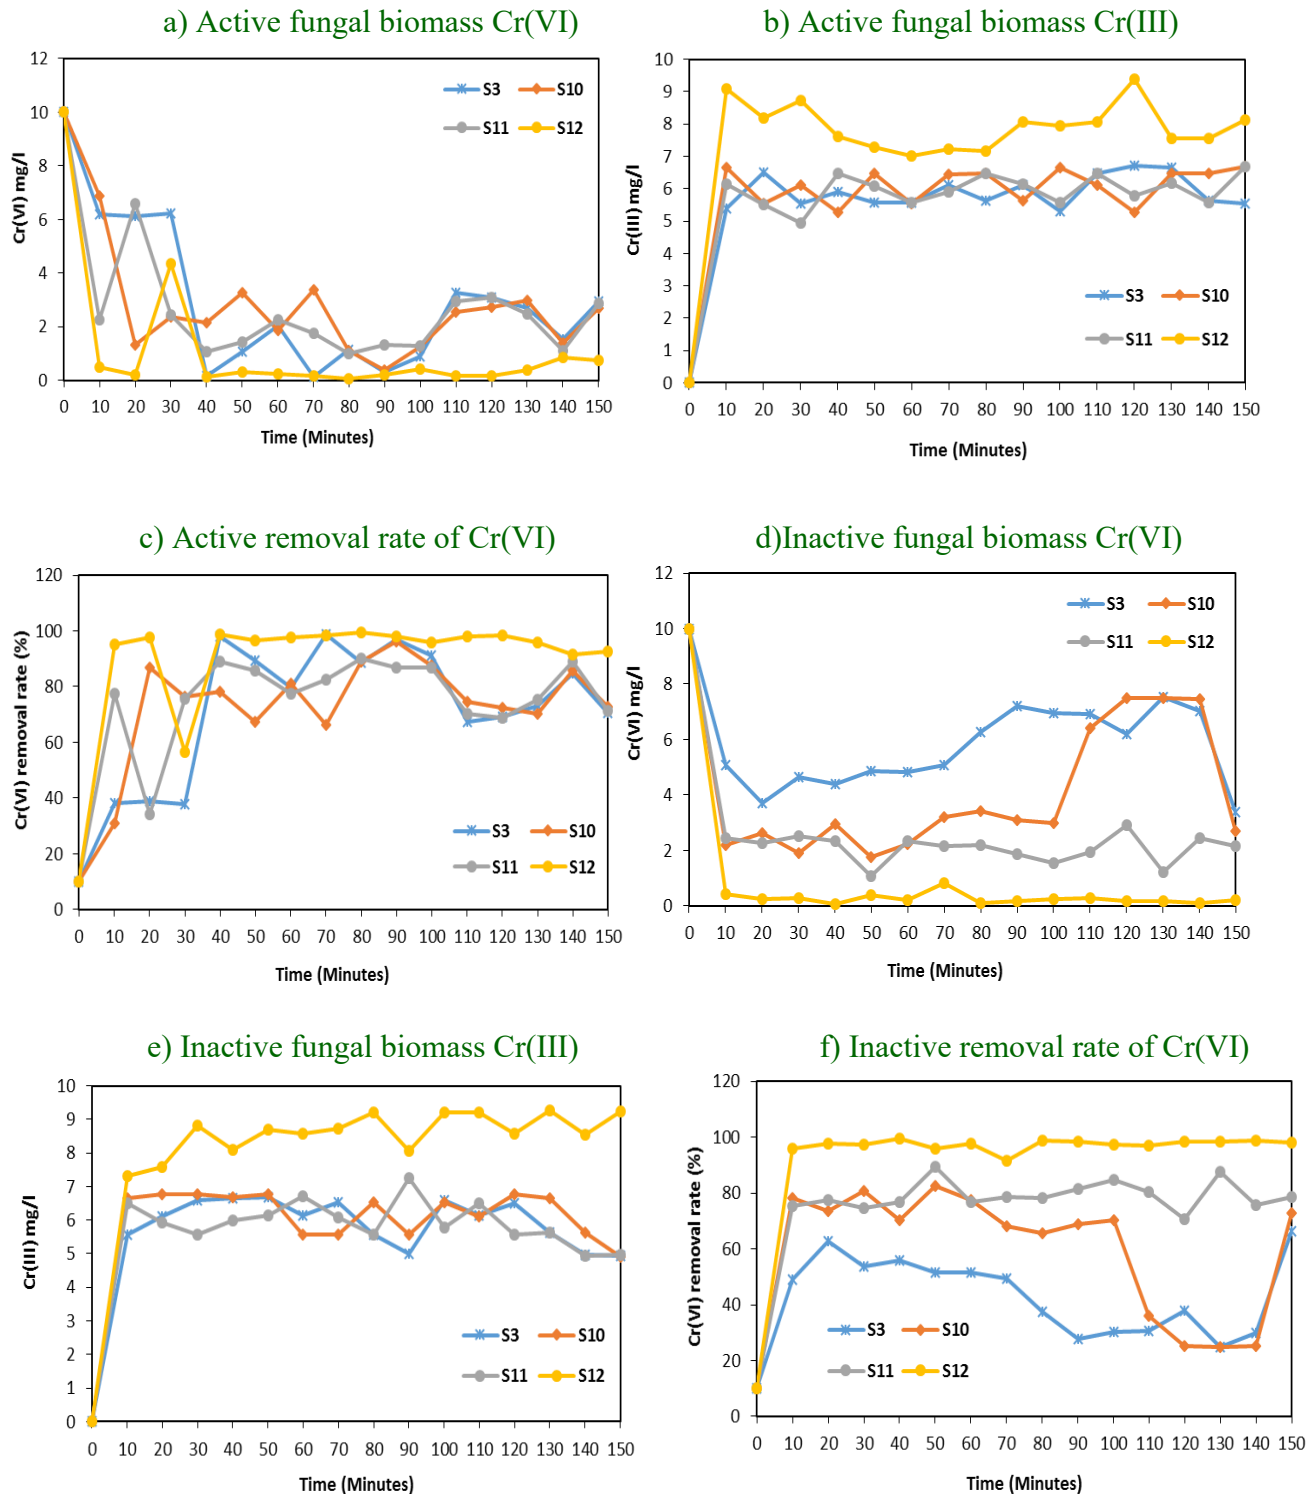 a) Active fungal biomass Cr(VI)
12
10
8
6
4
2
0
Cr(VI) mg/l
S3 S10
S11 S12
0 10 20 30 40 50 60 70 80 90 100 110 120 130 140 150
Time (Minutes)
b) Active fungal biomass Cr(III)
10
9
8
7
6
5
4
3
2
1
0
Cr(III) mg/l
S3 S10
S11 S12
0 10 20 30 40 50 60 70 80 90 100 110 120 130 140 150
Time (Minutes)
c) Active removal rate of Cr(VI)
120
100
80
60
40
20
0
Cr(VI) removal rate (%)
S3 S10
S11 S12
0 10 20 30 40 50 60 70 80 90 100 110 120 130 140 150
Time (Minutes)
d)Inactive fungal biomass Cr(VI)
12
10
8
6
4
2
0
Cr(VI) mg/l
S3 S10
S11 S12
0 10 20 30 40 50 60 70 80 90 100 110 120 130 140 150
Time (Minutes)
e) Inactive fungal biomass Cr(III)
10
9
8
7
6
5
4
3
2
1
0
Cr(III) mg/l
S3 S10
S11 S12
0 10 20 30 40 50 60 70 80 90 100 110 120 130 140 150
Time (Minutes)
f) Inactive removal rate of Cr(VI)
120
100
80
60
40
20
0
Cr(VI) removal rate (%)
S3 S10
S11 S12
0 10 20 30 40 50 60 70 80 90 100 110 120 130 140 150
Time (Minutes)